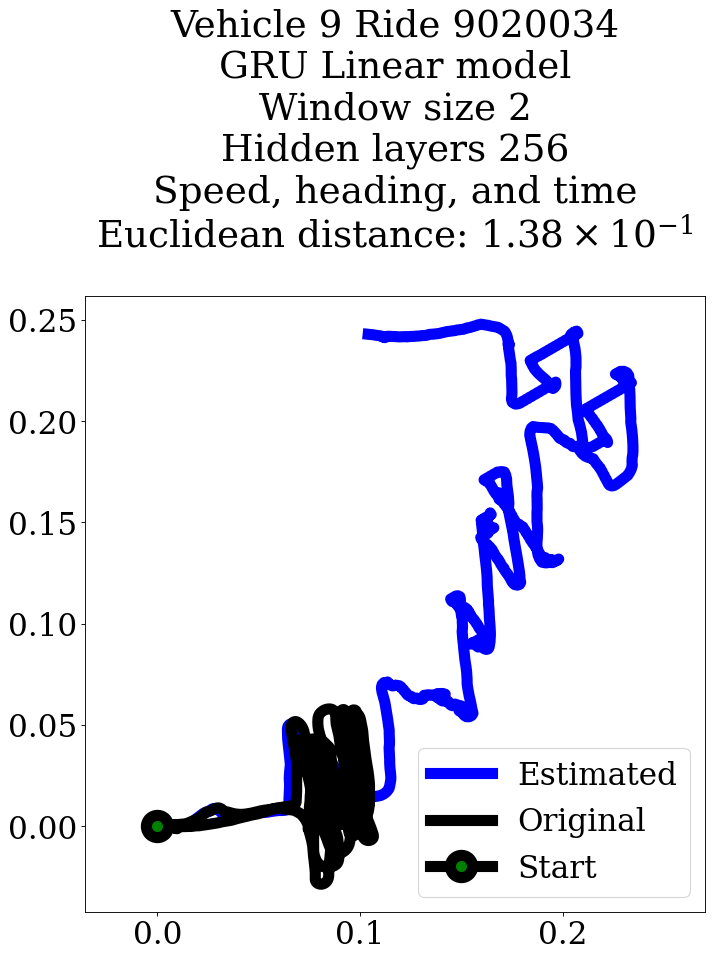 Vehicle 9 Ride 9020034
GRU Linear model
Window size 2
Hidden layers 256
Speed, heading, and time
Euclidean distance: 1.38 × 10⁻¹
0.25
0.20
0.15
0.10
0.05
0.00
Estimated
Original
Start
0.0 0.1 0.2